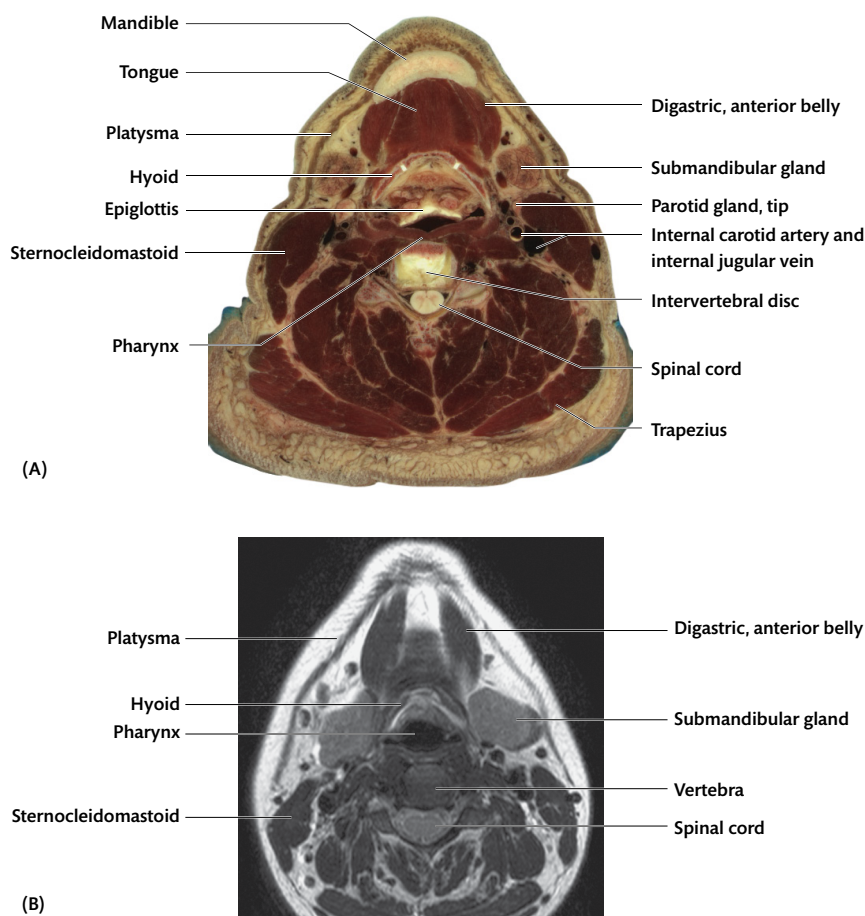 Mandible
Tongue
Platysma
Hyoid
Epiglottis
Sternocleidomastoid
Pharynx
Digastric, anterior belly
Submandibular gland
Parotid gland, tip
Internal carotid artery and
internal jugular vein
Intervertebral disc
Spinal cord
Trapezius
(A)
Platysma
Hyoid
Pharynx
Sternocleidomastoid
Digastric, anterior belly
Submandibular gland
Vertebra
Spinal cord
(B)